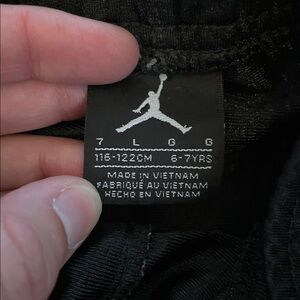 7 L G G
116-122CM 6-7YRS
MADE IN VIETNAM
FABRIQUÉ AU VIETNAM
HECHO EN VIETNAM